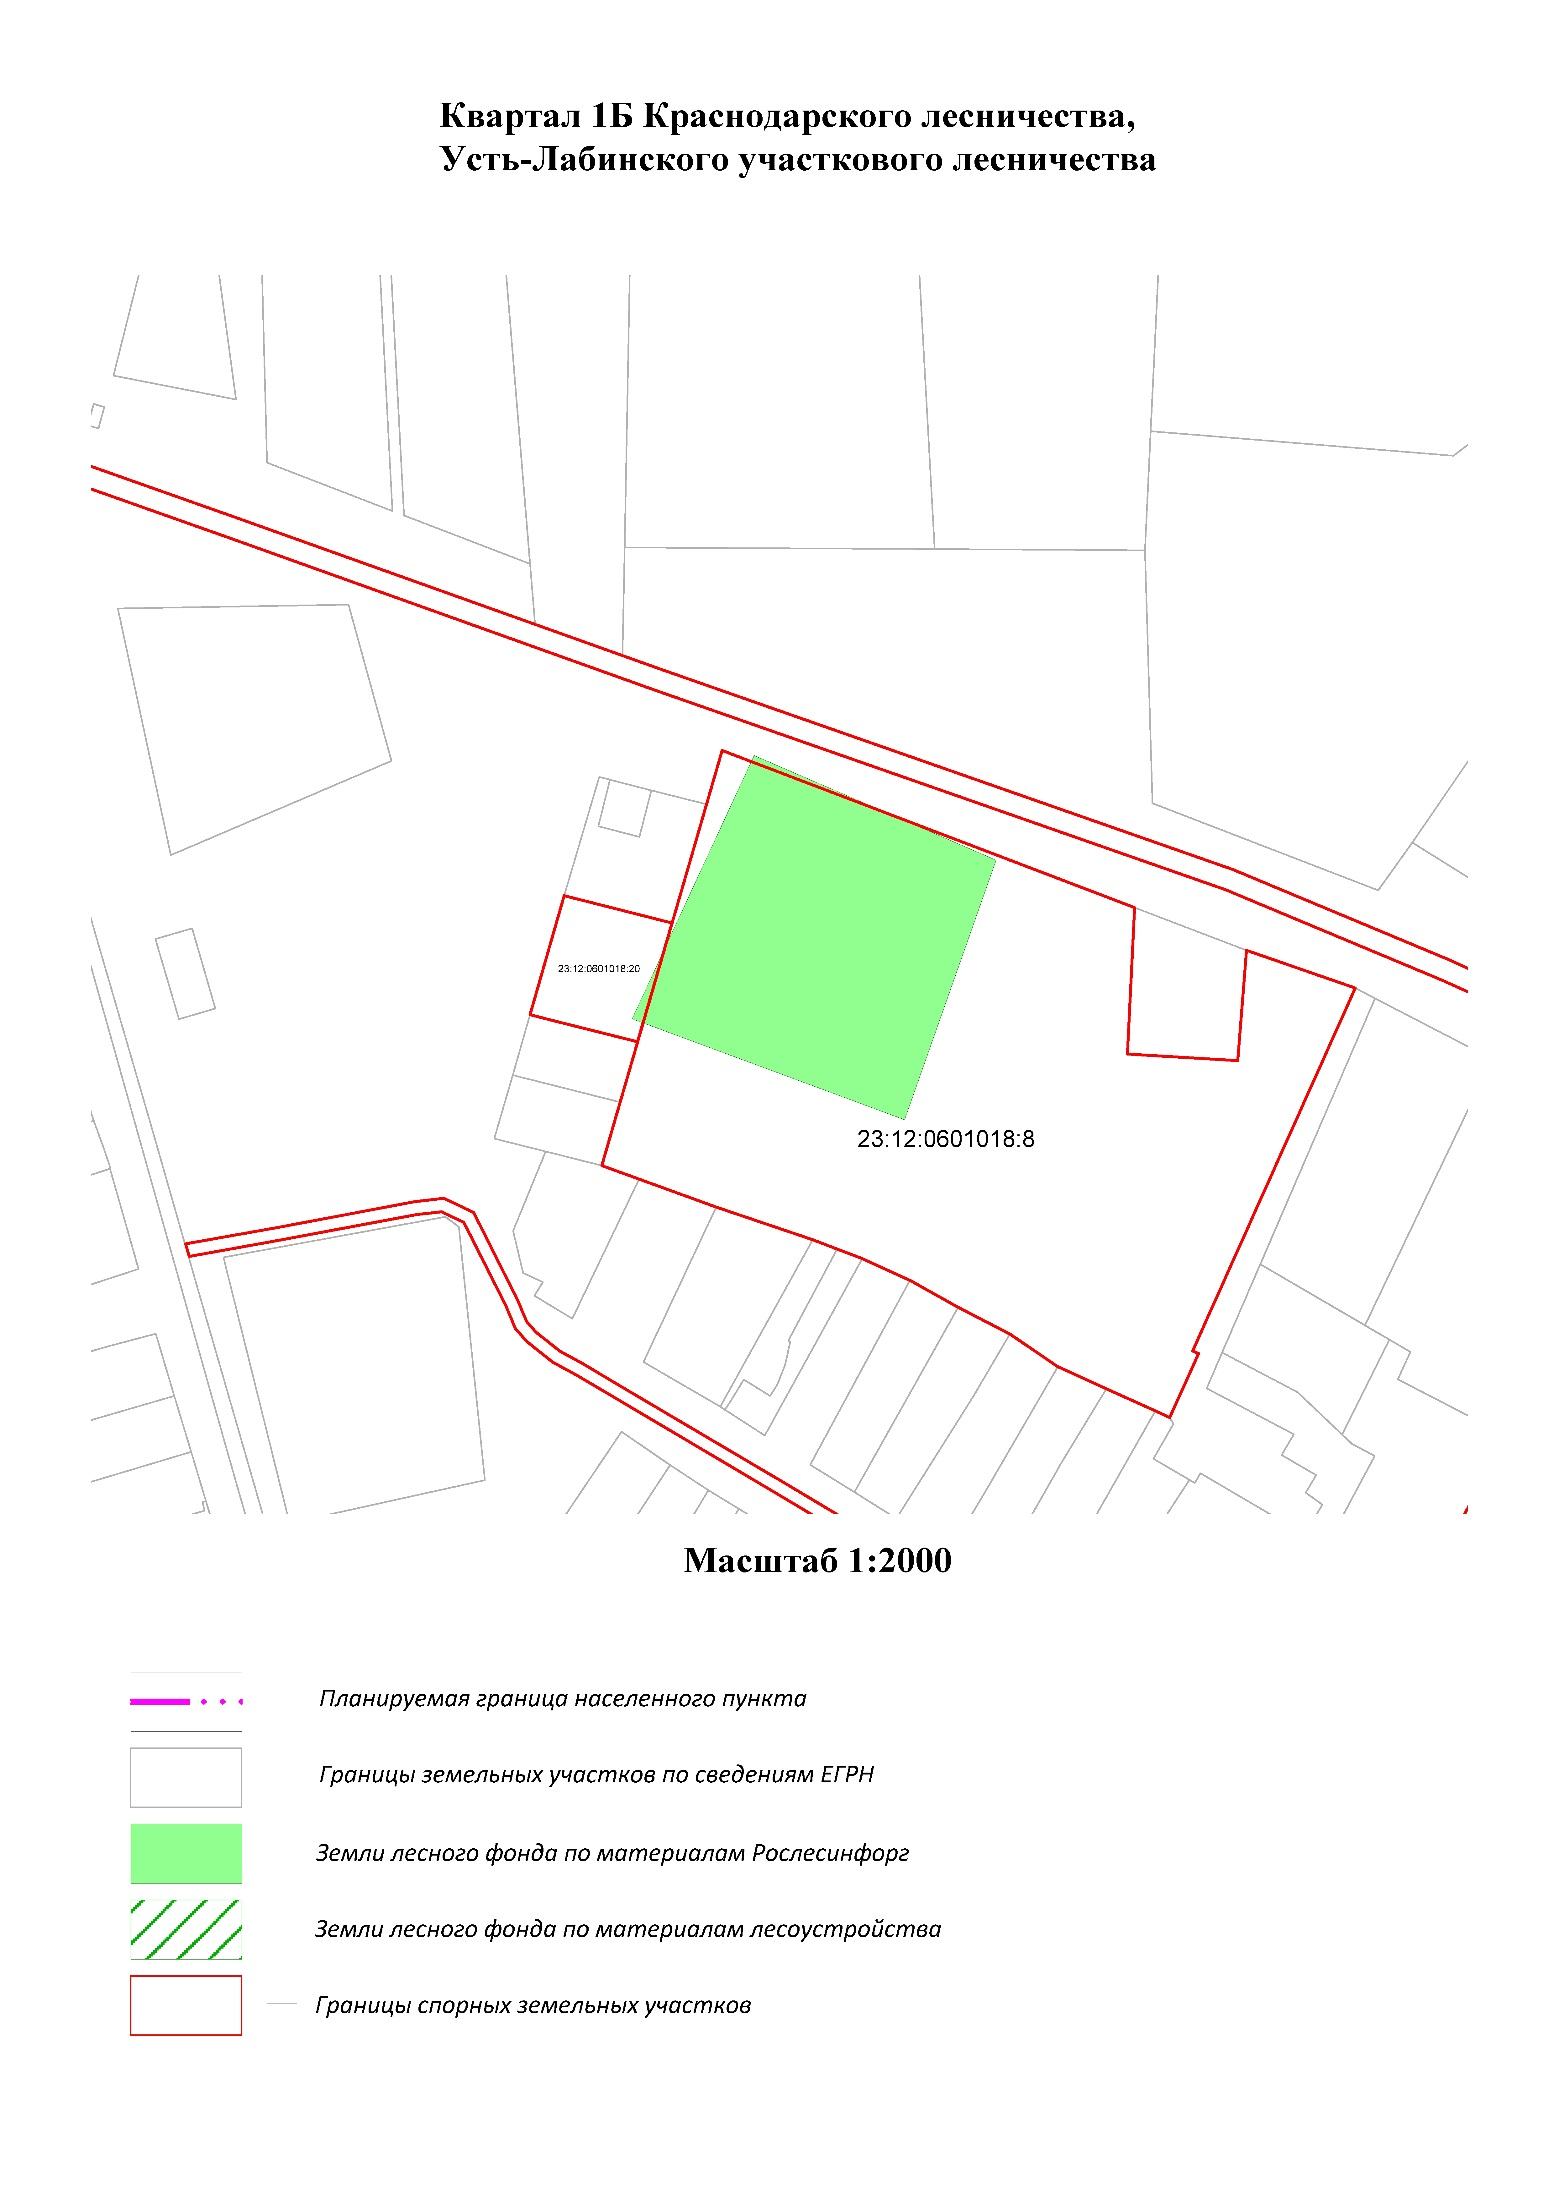 Квартал 1Б Краснодарского лесничества,
Усть-Лабинского участкового лесничества
23:12:0601018:20
23:12:0601018:8
Масштаб 1:2000
Планируемая граница населенного пункта
Границы земельных участков по сведениям ЕГРН
Земли лесного фонда по материалам Рослесинфорг
Земли лесного фонда по материалам лесоустройства
Границы спорных земельных участков